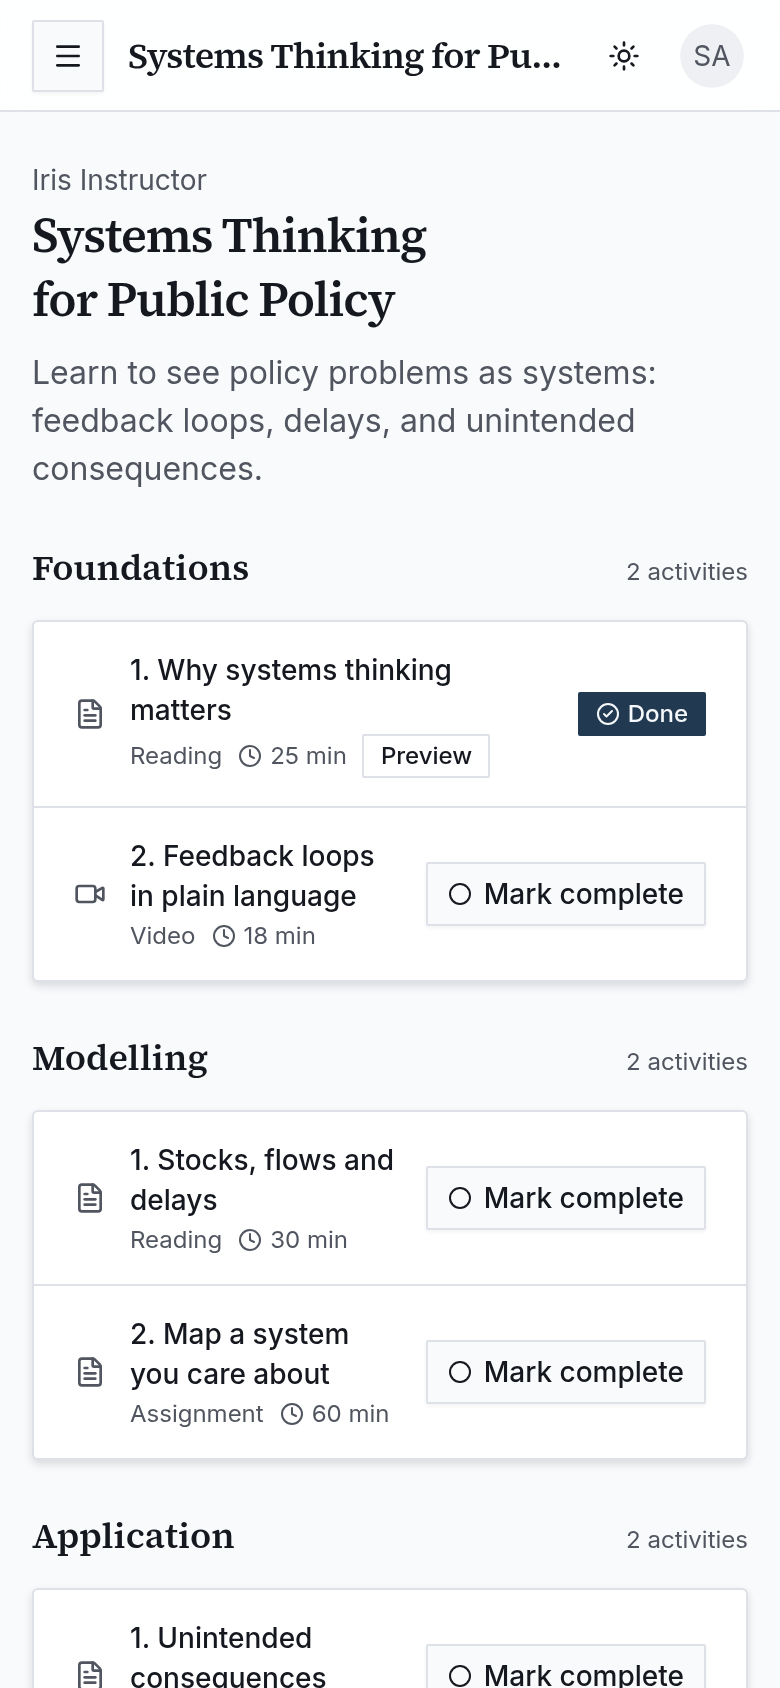 Systems Thinking for Pu...
SA
Iris Instructor
Systems Thinking
for Public Policy
Learn to see policy problems as systems:
feedback loops, delays, and unintended
consequences.
Foundations
2 activities
1. Why systems thinking
matters
Reading 25 min Preview
Done
2. Feedback loops
in plain language
Video 18 min
Mark complete
Modelling
2 activities
1. Stocks, flows and
delays
Reading 30 min
Mark complete
2. Map a system
you care about
Assignment 60 min
Mark complete
Application
2 activities
1. Unintended
consequences
Mark complete